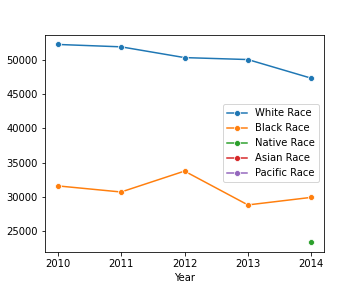 50000
45000
40000
35000
30000
25000
White Race
Black Race
Native Race
Asian Race
Pacific Race
2010 2011 2012 2013 2014
Year